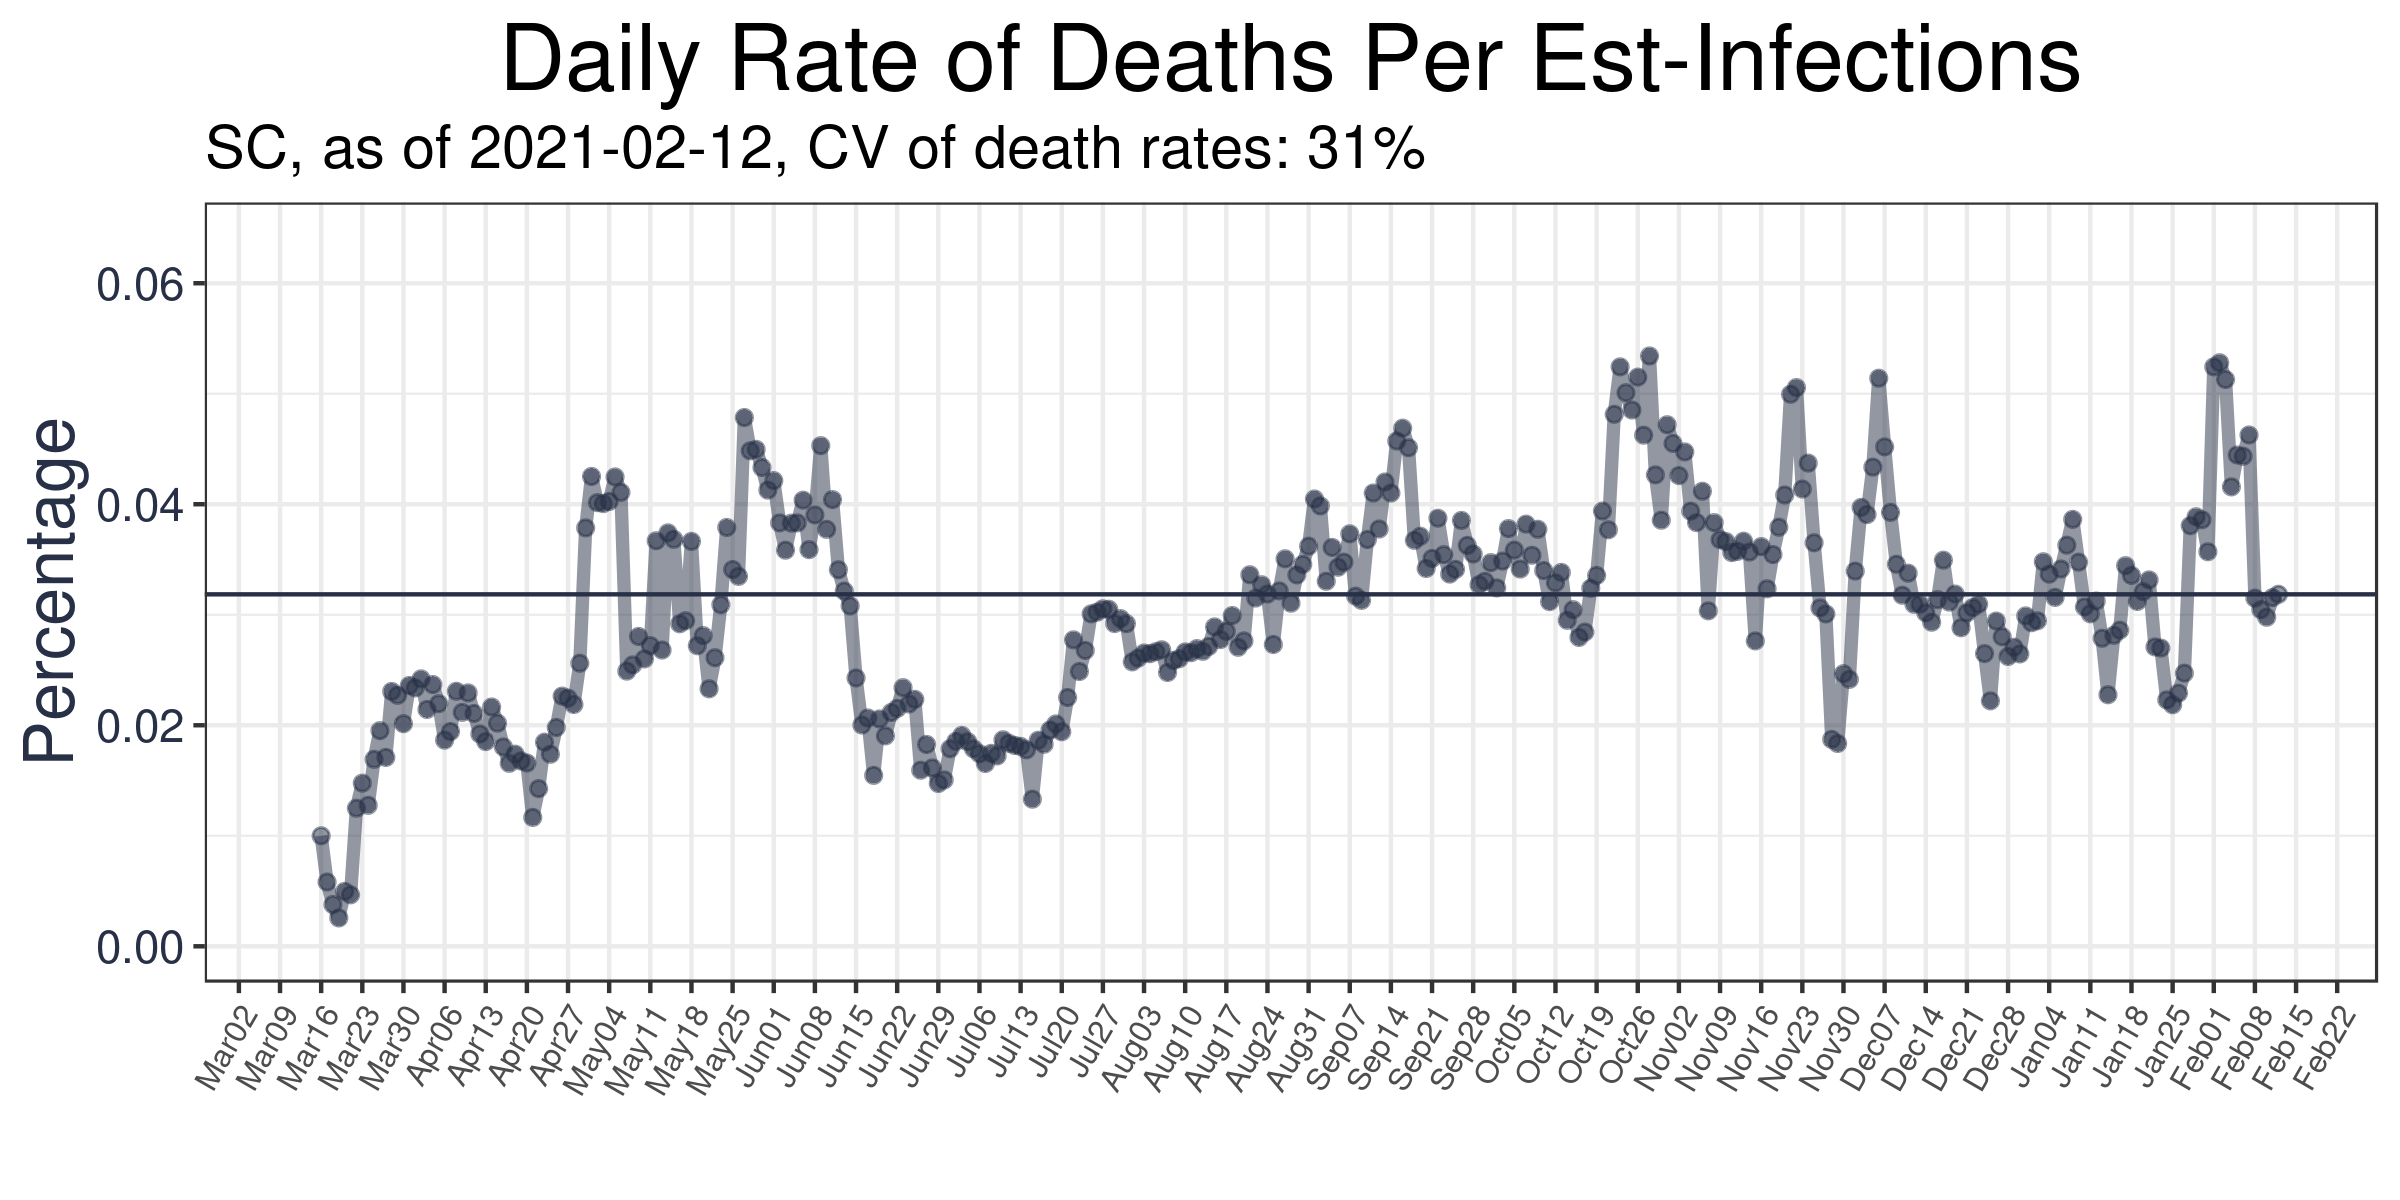 Daily Rate of Deaths Per Est-Infections
SC, as of 2021-02-12, CV of death rates: 31%
Percentage
0.06
0.04
0.02
0.00
Mar02
Mar09
Mar16
Mar23
Mar30
Apr06
Apr13
Apr20
Apr27
May04
May11
May18
May25
Jun01
Jun08
Jun15
Jun22
Jun29
Jul06
Jul13
Jul20
Jul27
Aug03
Aug10
Aug17
Aug24
Aug31
Sep07
Sep14
Sep21
Sep28
Oct05
Oct12
Oct19
Oct26
Nov02
Nov09
Nov16
Nov23
Nov30
Dec07
Dec14
Dec21
Dec28
Jan04
Jan11
Jan18
Jan25
Feb01
Feb08
Feb15
Feb22